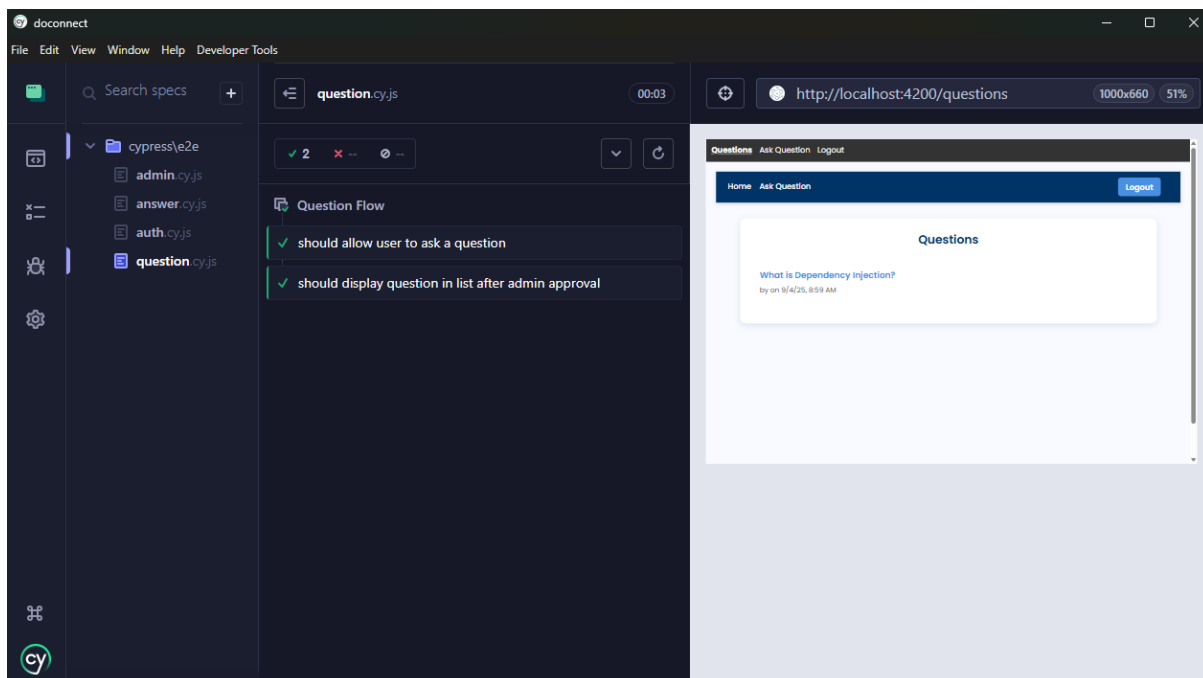 doconnect
File Edit View Window Help Developer Tools
Search specs +
question.cy.js 00:03
http://localhost:4200/questions 1000x660 51%
cypress\e2e
admin.cy.js
answer.cy.js
auth.cy.js
question.cy.js
2 -- --
Question Flow
should allow user to ask a question
should display question in list after admin approval
Questions Ask Question Logout
Home Ask Question Logout
Questions
What is Dependency Injection?
by on 9/4/25, 8:59 AM
cy